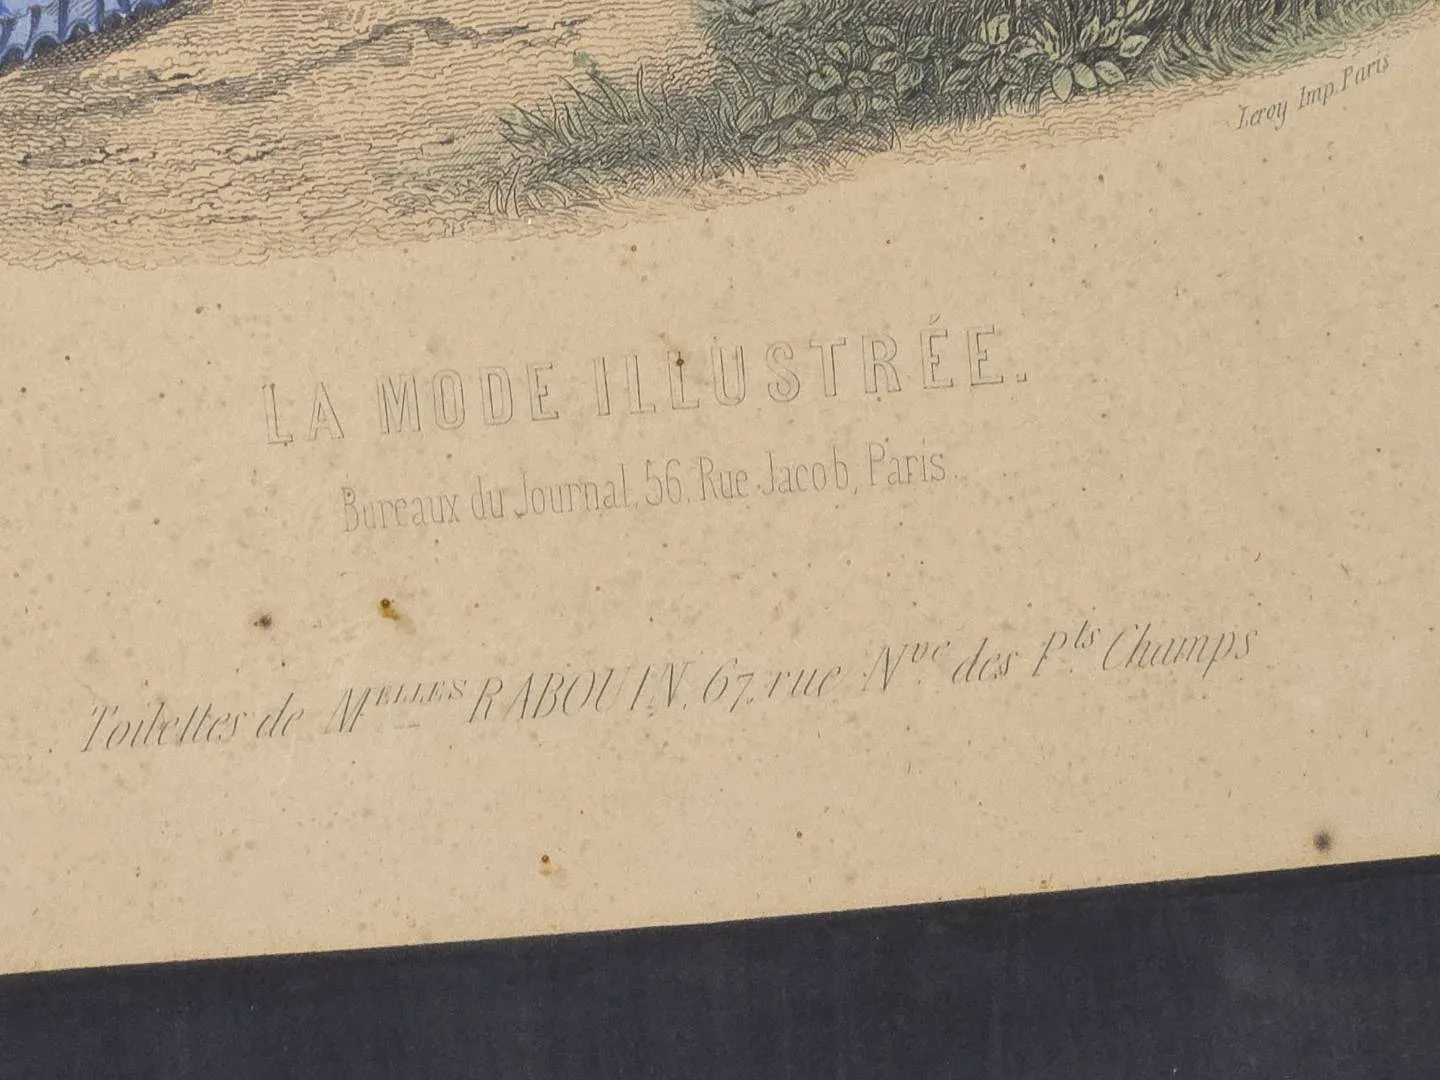 Leroy Imp. Paris
LA MODE ILLUSTRÉE.
Bureaux du Journal, 56, Rue Jacob, Paris.
Toilettes de MELLES RABOUIN, 67, rue Nve des Pts Champs